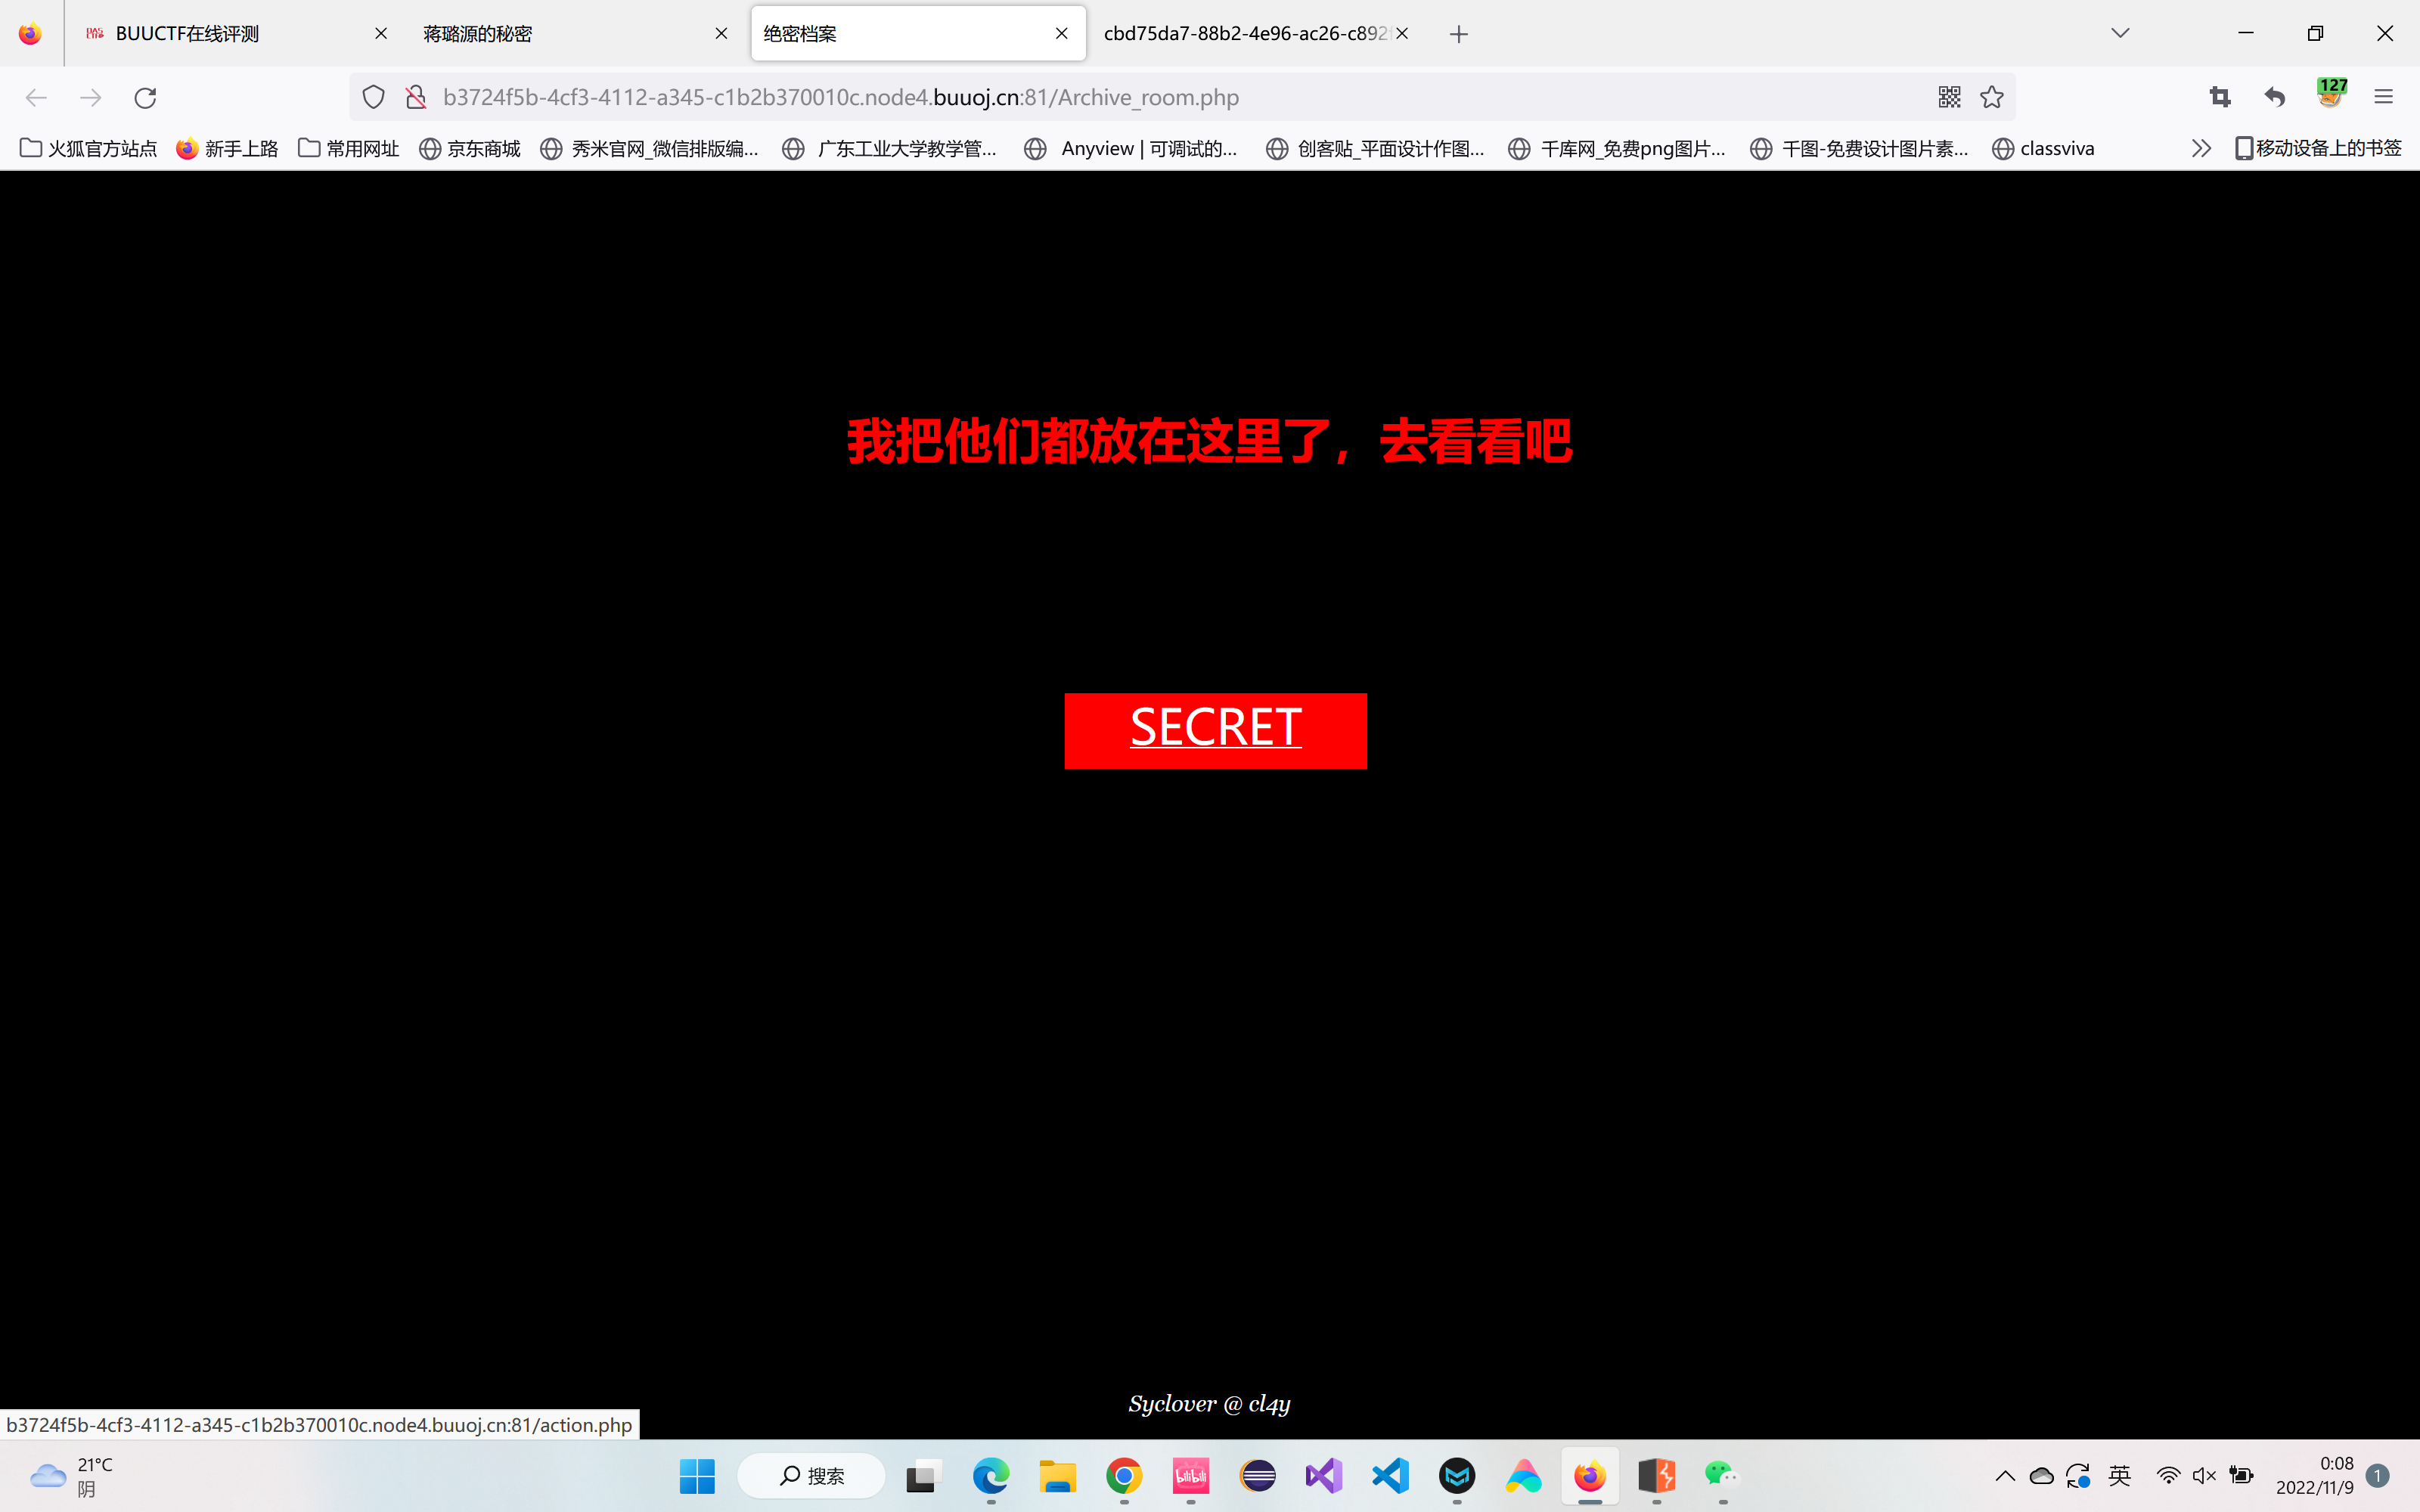 BUUCTF在线评测
蒋璐源的秘密
绝密档案
cbd75da7-88b2-4e96-ac26-c892
b3724f5b-4cf3-4112-a345-c1b2b370010c.node4.buuoj.cn:81/Archive_room.php
127
火狐官方站点
新手上路
常用网址
京东商城
秀米官网_微信排版编...
广东工业大学教学管...
Anyview | 可调试的...
创客贴_平面设计作图...
千库网_免费png图片...
千图-免费设计图片素...
classviva
移动设备上的书签
我把他们都放在这里了，去看看吧
SECRET
Syclover @ cl4y
b3724f5b-4cf3-4112-a345-c1b2b370010c.node4.buuoj.cn:81/action.php
21°C
阴
搜索
bilibili
英
0:08
2022/11/9
1